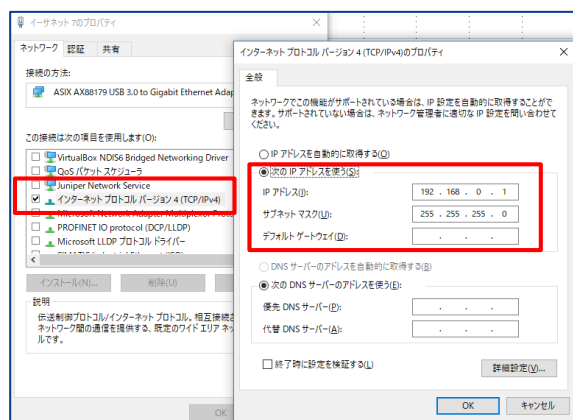 イーサネット 7のプロパティ
ネットワーク 認証 共有
接続の方法:
ASIX AX88179 USB 3.0 to Gigabit Ethernet Adap
この接続は次の項目を使用します(O):
VirtualBox NDIS6 Bridged Networking Driver
QoS パケット スケジューラ
Juniper Network Service
インターネット プロトコル バージョン 4 (TCP/IPv4)
Microsoft Network Adapter Multiplexor Proto
PROFINET IO protocol (DCP/LLDP)
Microsoft LLDP プロトコル ドライバー
インストール(N)... 削除(U)
説明
伝送制御プロトコル/インターネット プロトコル。相互接続さ
ネットワーク間の通信を提供する、既定のワイド エリア ネッ
ルです。
OK
インターネット プロトコル バージョン 4 (TCP/IPv4)のプロパティ
全般
ネットワークでこの機能がサポートされている場合は、IP 設定を自動的に取得することがで
きます。サポートされていない場合は、ネットワーク管理者に適切な IP 設定を問い合わせて
ください。
IP アドレスを自動的に取得する(O)
次の IP アドレスを使う(S):
IP アドレス(I): 192 . 168 . 0 . 1
サブネット マスク(U): 255 . 255 . 255 . 0
デフォルト ゲートウェイ(D): . . .
DNS サーバーのアドレスを自動的に取得する(B)
次の DNS サーバーのアドレスを使う(E):
優先 DNS サーバー(P): . . .
代替 DNS サーバー(A): . . .
終了時に設定を検証する(L)
詳細設定(V)...
OK キャンセル